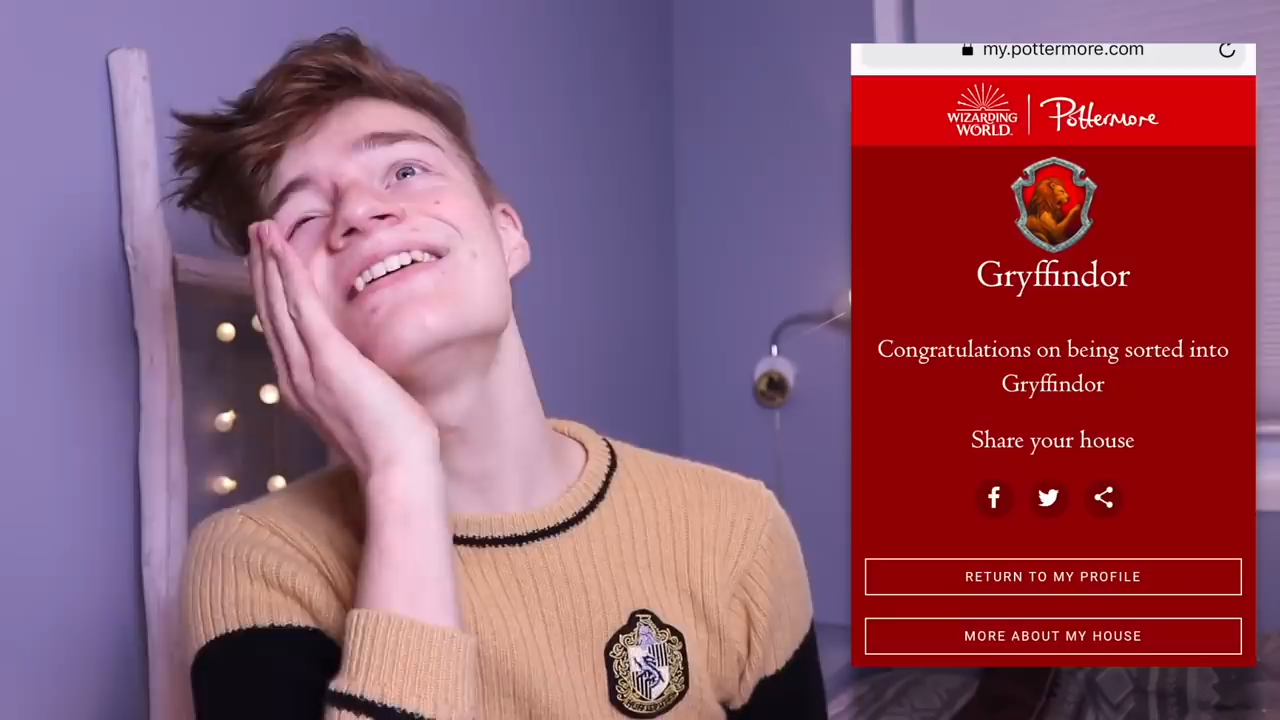 my.pottermore.com
WIZARDING
WORLD
Pottermore
Gryffindor
Congratulations on being sorted into
Gryffindor
Share your house
RETURN TO MY PROFILE
MORE ABOUT MY HOUSE
HUFFLEPUFF